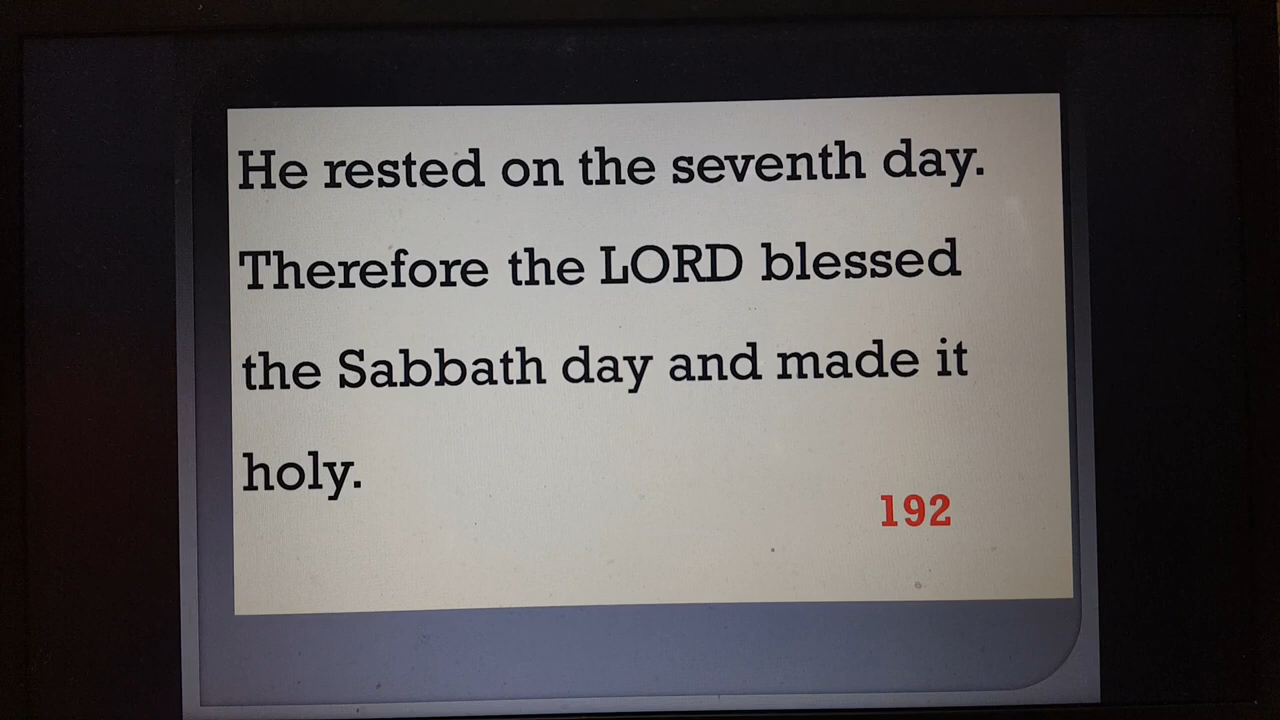 He rested on the seventh day.
Therefore the LORD blessed
the Sabbath day and made it
holy.
192